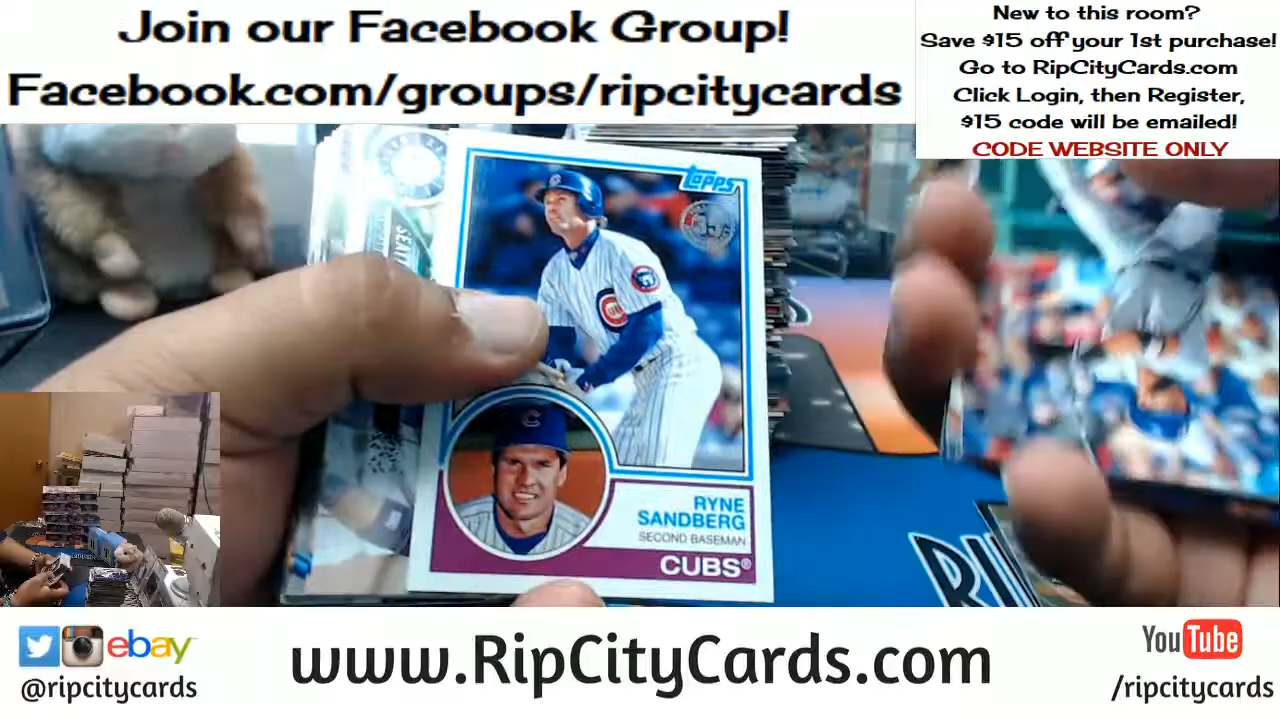 Join our Facebook Group!
Facebook.com/groups/ripcitycards
New to this room?
Save $15 off your 1st purchase!
Go to RipCityCards.com
Click Login, then Register,
$15 code will be emailed!
CODE WEBSITE ONLY
Topps
35
C
RYNE
SANDBERG
SECOND BASEMAN
CUBS®
ebay
@ripcitycards
www.RipCityCards.com
YouTube
/ripcitycards